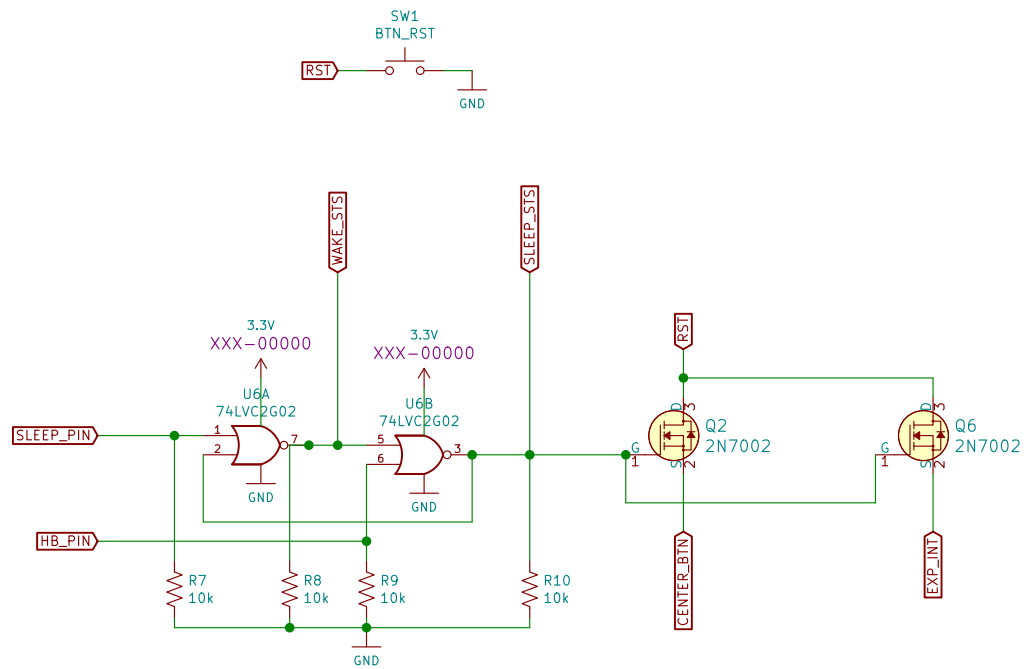 SW1
BTN_RST
RST
GND
WAKE_STS
SLEEP_STS
3.3V
XXX-00000
3.3V
XXX-00000
RST
U6A
74LVC2G02
U6B
74LVC2G02
SLEEP_PIN
1
2
7
5
6
3
GND
GND
D
3
G
1
S
2
Q2
2N7002
D
3
G
1
S
2
Q6
2N7002
HB_PIN
CENTER_BTN
EXP_INT
R7
10k
R8
10k
R9
10k
R10
10k
GND